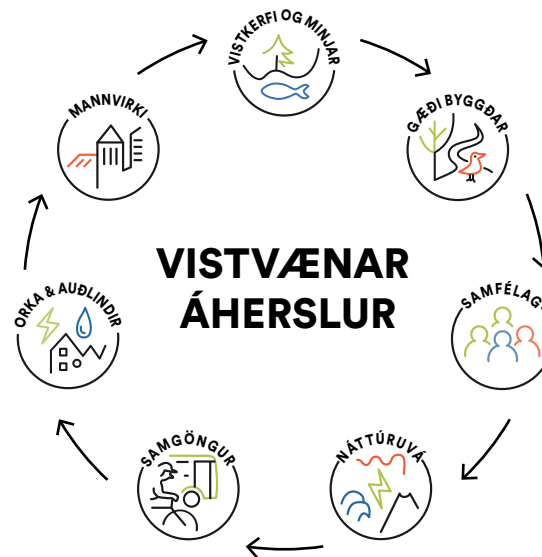 VISTKERFI OG MINJAR
GÆÐI BYGGÐAR
SAMFÉLAG
NÁTTÚRUVÁ
SAMGÖNGUR
ORKA & AUÐLINDIR
MANNVIRKI
VISTVÆNAR
ÁHERSLUR